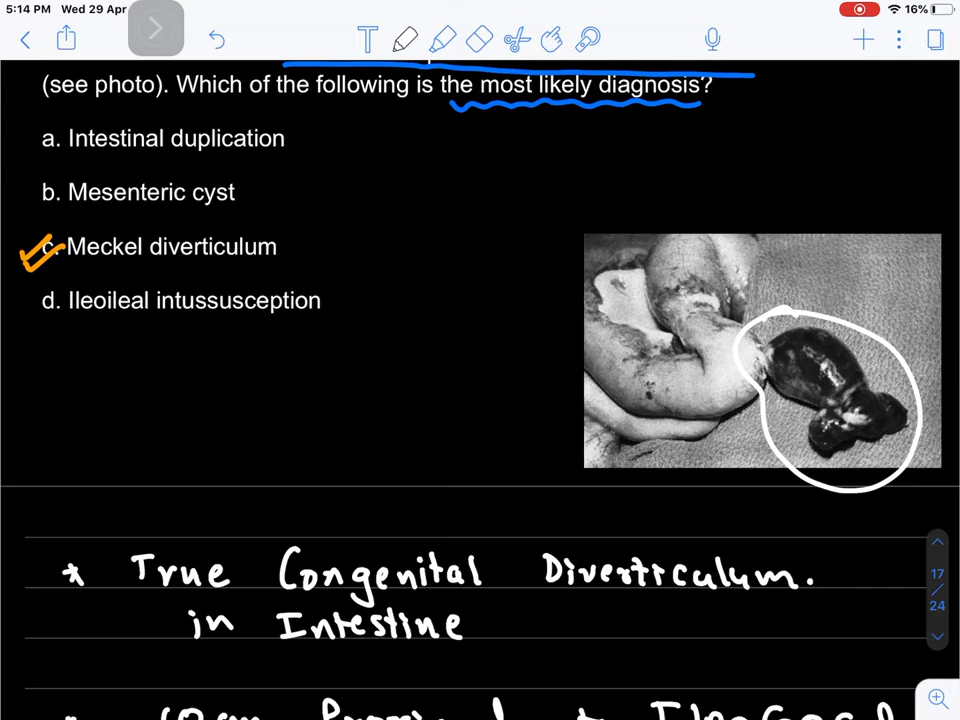 5:14 PM Wed 29 Apr
16%
(see photo). Which of the following is the most likely diagnosis?
a. Intestinal duplication
b. Mesenteric cyst
c. Meckel diverticulum
d. Ileoileal intussusception
* True Congenital Diverticulum.
in Intestine
17
/
24